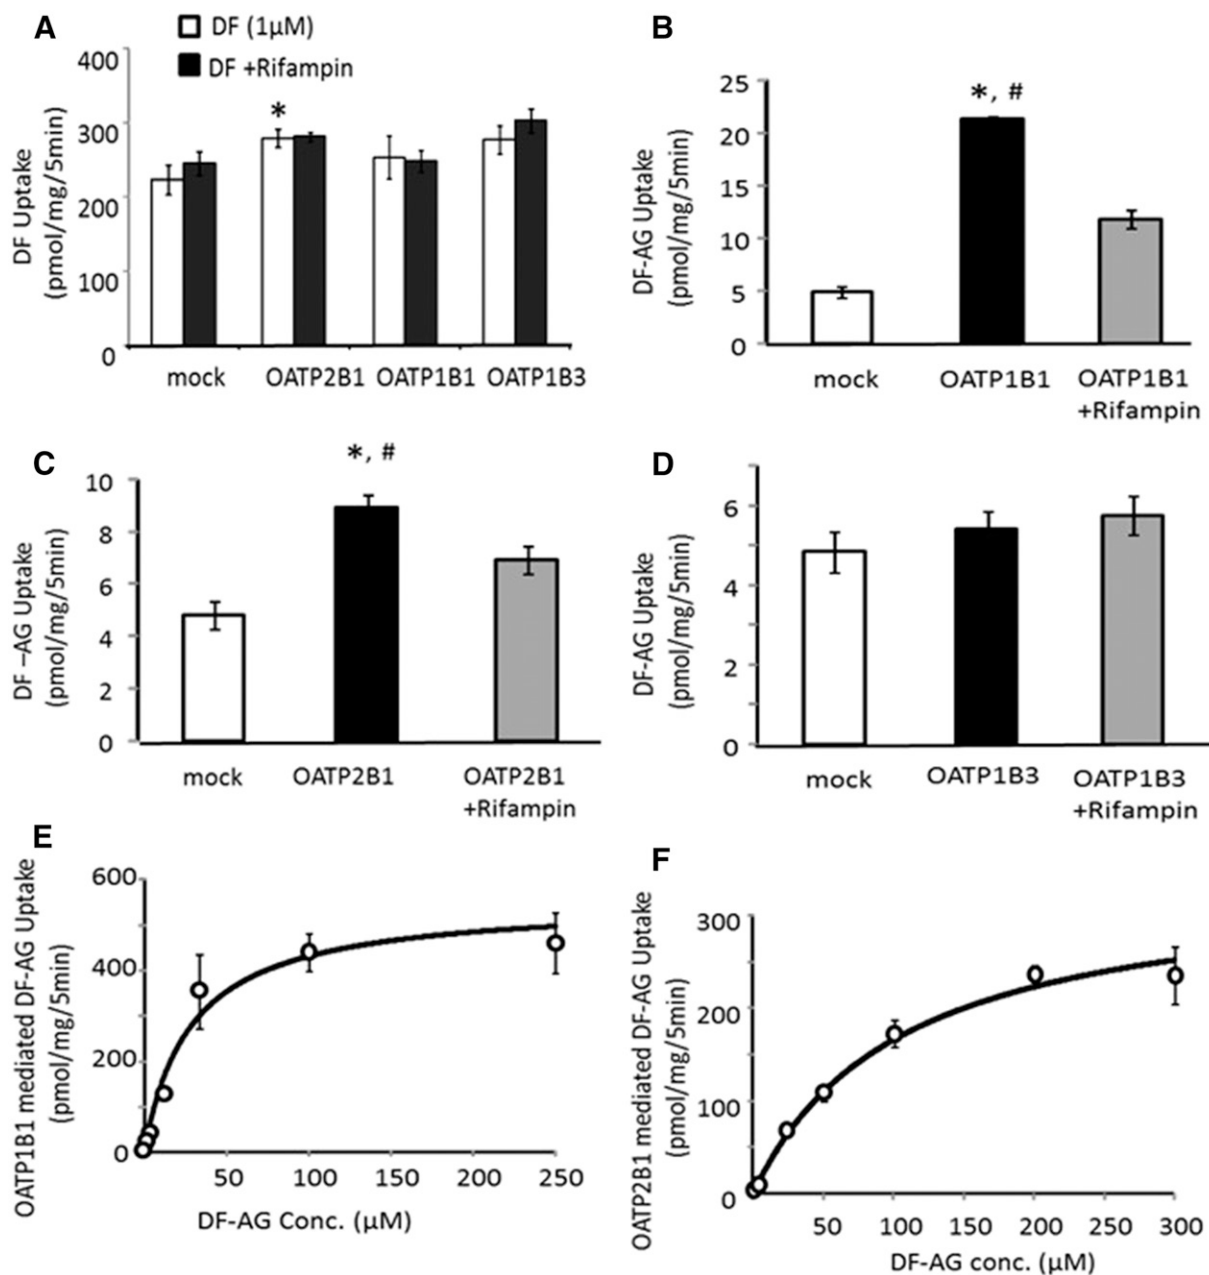 A
DF (1µM)
DF +Rifampin
400
300
200
100
0
DF Uptake
(pmol/mg/5min)
*
mock
OATP2B1
OATP1B1
OATP1B3
B
25
20
15
10
5
0
DF-AG Uptake
(pmol/mg/5min)
*, #
mock
OATP1B1
OATP1B1
+Rifampin
C
10
8
6
4
2
0
DF –AG Uptake
(pmol/mg/5min)
*, #
mock
OATP2B1
OATP2B1
+Rifampin
D
6
4
2
0
DF-AG Uptake
(pmol/mg/5min)
mock
OATP1B3
OATP1B3
+Rifampin
E
600
400
200
0
OATP1B1 mediated DF-AG Uptake
(pmol/mg/5min)
50
100
150
200
250
DF-AG Conc. (µM)
F
300
200
100
0
OATP2B1 mediated DF-AG Uptake
(pmol/mg/5min)
50
100
150
200
250
300
DF-AG conc. (µM)